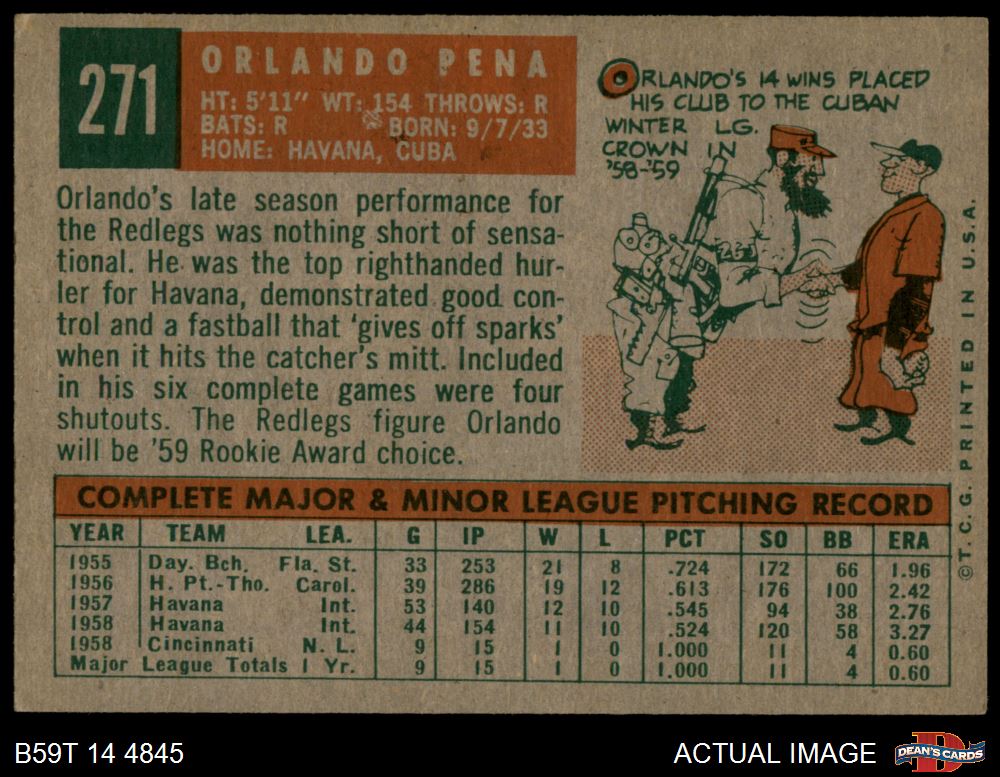 271
ORLANDO PENA
HT: 5'11" WT: 154 THROWS: R
BATS: R BORN: 9/7/33
HOME: HAVANA, CUBA
ORLANDO'S 14 WINS PLACED
HIS CLUB TO THE CUBAN
WINTER LG.
CROWN IN
'58-'59
Orlando's late season performance for
the Redlegs was nothing short of sensa-
tional. He was the top righthanded hur-
ler for Havana, demonstrated good con-
trol and a fastball that 'gives off sparks'
when it hits the catcher's mitt. Included
in his six complete games were four
shutouts. The Redlegs figure Orlando
will be '59 Rookie Award choice.
COMPLETE MAJOR & MINOR LEAGUE PITCHING RECORD
YEAR TEAM LEA. G IP W L PCT SO BB ERA
1955 Day. Bch. Fla. St. 33 253 21 8 .724 172 66 1.96
1956 H. Pt.-Tho. Carol. 39 286 19 12 .613 176 100 2.42
1957 Havana Int. 53 140 12 10 .545 94 38 2.76
1958 Havana Int. 44 154 11 10 .524 120 58 3.27
1958 Cincinnati N. L. 9 15 1 0 1.000 11 4 0.60
Major League Totals 1 Yr. 9 15 1 0 1.000 11 4 0.60
©T. C. G. PRINTED IN U.S.A.
B59T 14 4845
ACTUAL IMAGE
D
DEAN'S CARDS